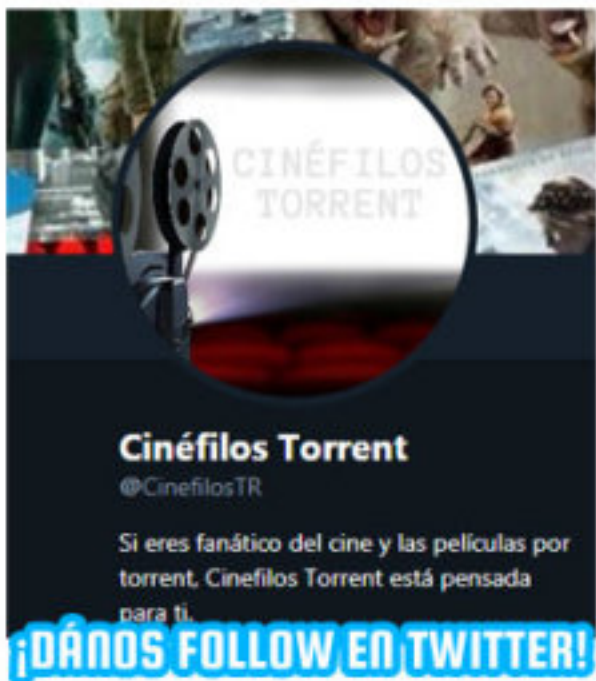 CINÉFILOS
TORRENT
Cinéfilos Torrent
@CinefilosTR
Si eres fanático del cine y las películas por
torrent, Cinefilos Torrent está pensada
para ti.
¡DÁNOS FOLLOW EN TWITTER!